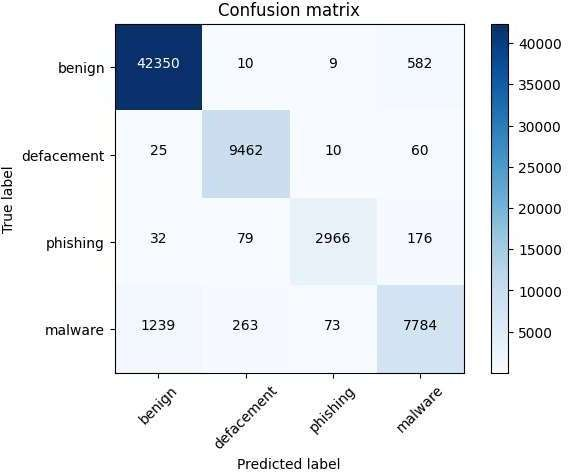 Confusion matrix
benign 42350 10 9 582
defacement 25 9462 10 60
phishing 32 79 2966 176
malware 1239 263 73 7784
benign defacement phishing malware
True label
Predicted label
40000
35000
30000
25000
20000
15000
10000
5000